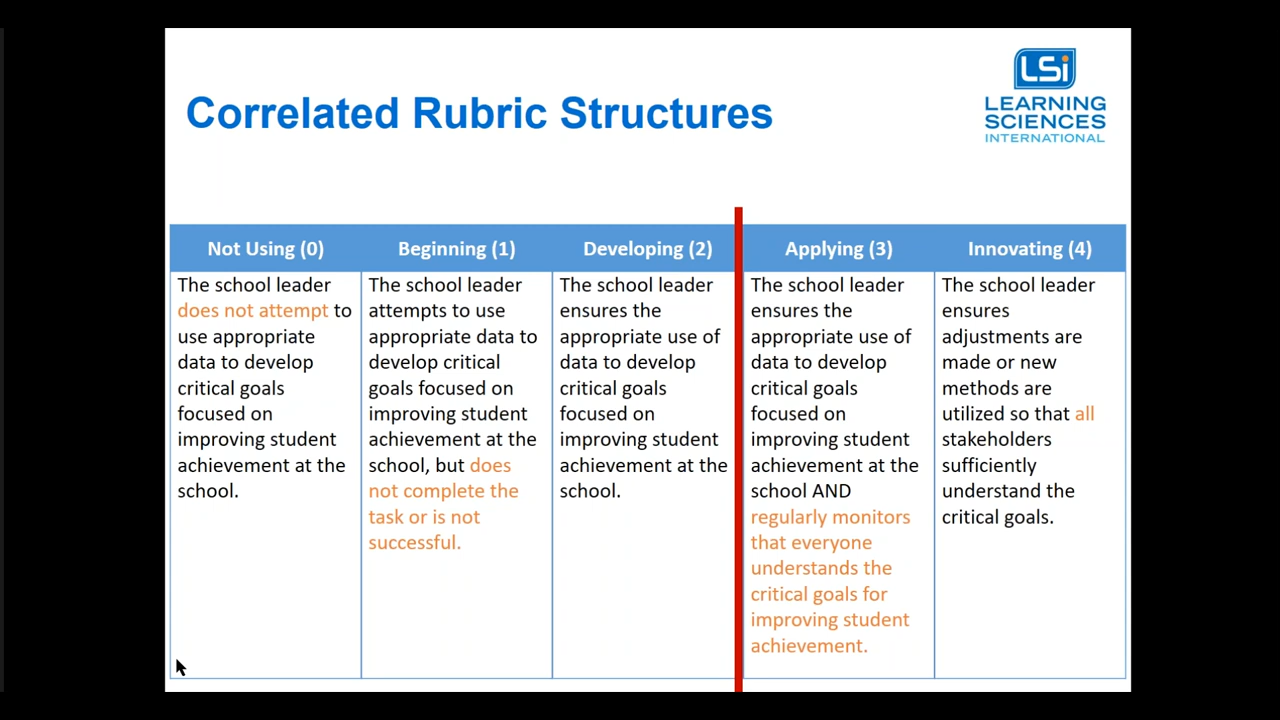 Correlated Rubric Structures
LSi
LEARNING
SCIENCES
INTERNATIONAL
Not Using (0)
The school leader
does not attempt to
use appropriate
data to develop
critical goals
focused on
improving student
achievement at the
school.
Beginning (1)
The school leader
attempts to use
appropriate data to
develop critical
goals focused on
improving student
achievement at the
school, but does
not complete the
task or is not
successful.
Developing (2)
The school leader
ensures the
appropriate use of
data to develop
critical goals
focused on
improving student
achievement at the
school.
Applying (3)
The school leader
ensures the
appropriate use of
data to develop
critical goals
focused on
improving student
achievement at the
school AND
regularly monitors
that everyone
understands the
critical goals for
improving student
achievement.
Innovating (4)
The school leader
ensures
adjustments are
made or new
methods are
utilized so that all
stakeholders
sufficiently
understand the
critical goals.